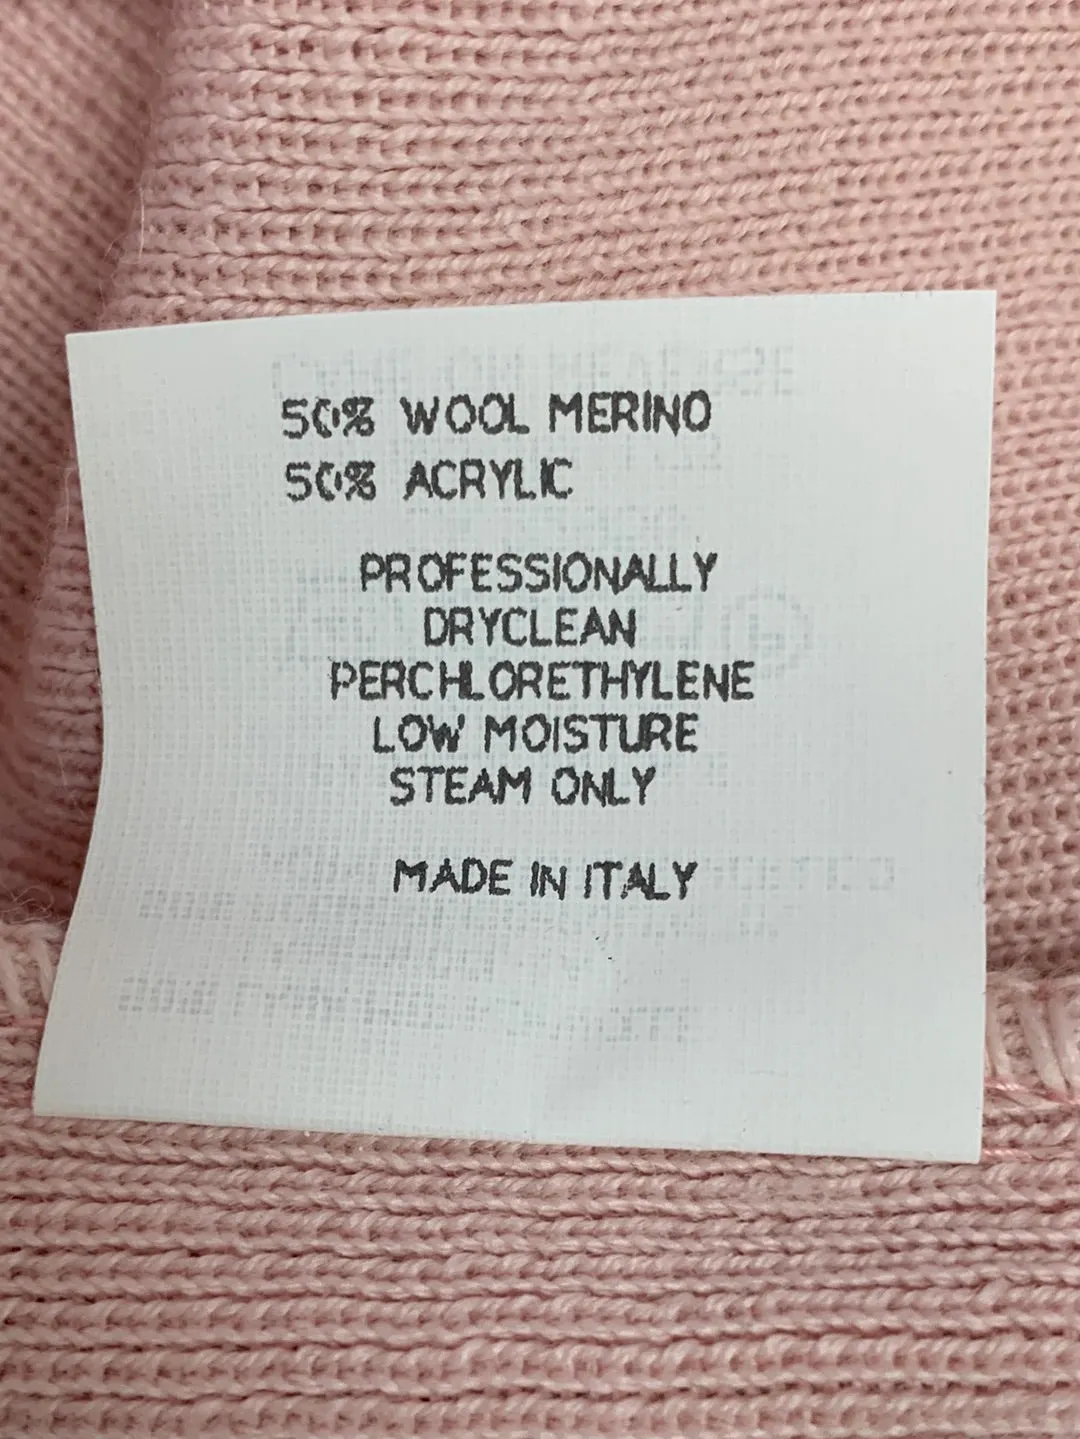 50% WOOL MERINO
50% ACRYLIC
PROFESSIONALLY
DRYCLEAN
PERCHLORETHYLENE
LOW MOISTURE
STEAM ONLY
MADE IN ITALY